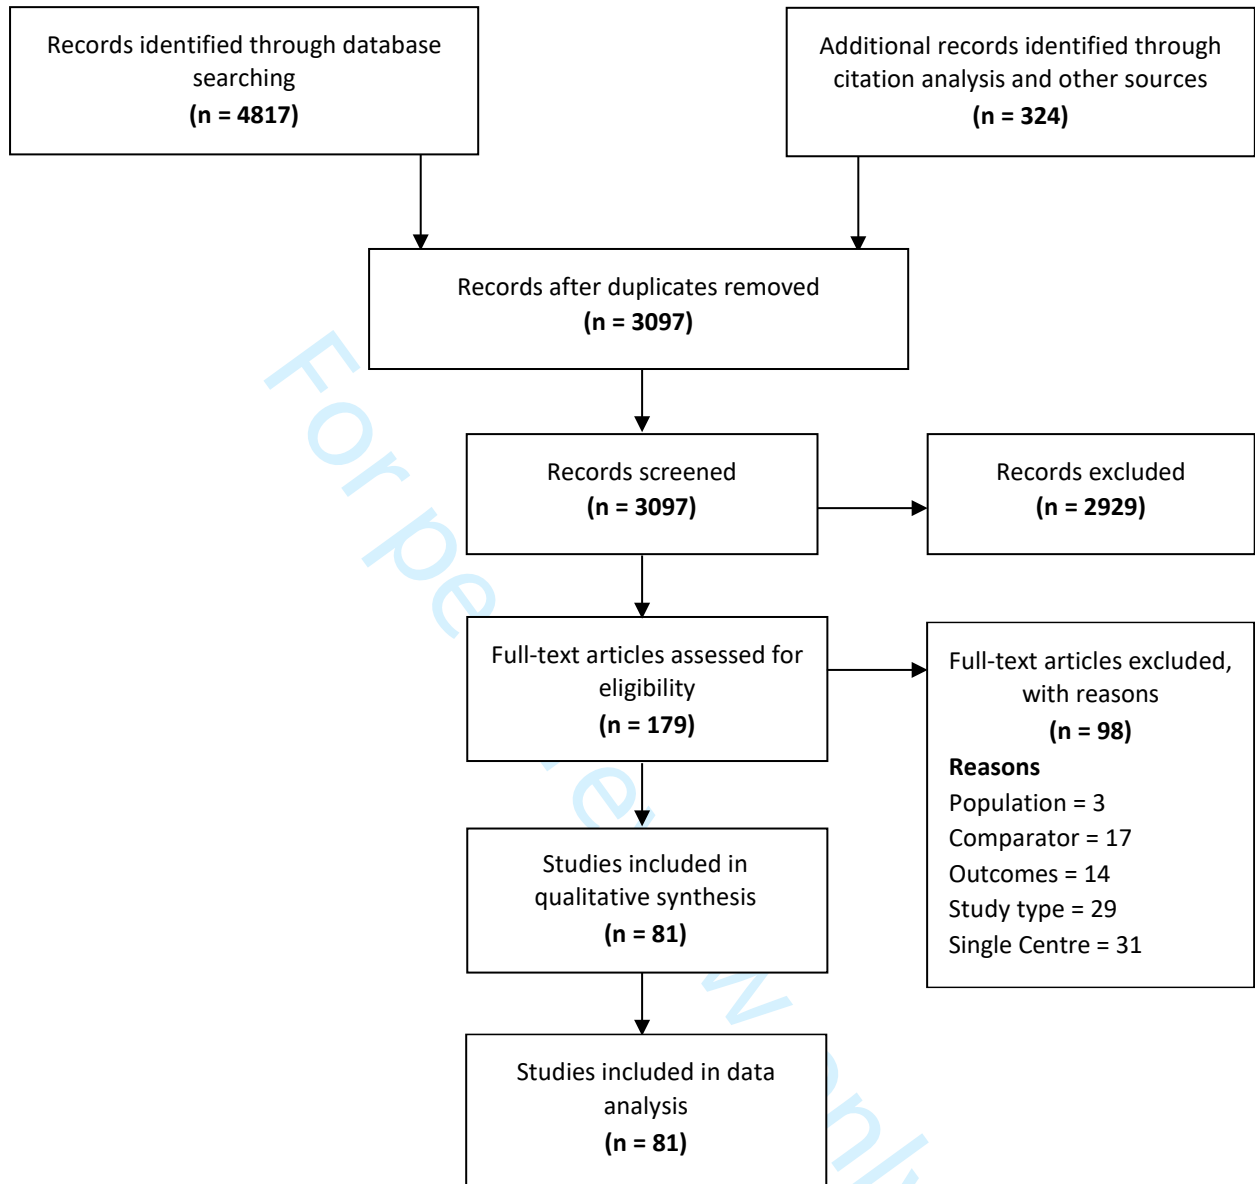 Records identified through database
searching
(n = 4817)
Additional records identified through
citation analysis and other sources
(n = 324)
Records after duplicates removed
(n = 3097)
Records screened
(n = 3097)
Records excluded
(n = 2929)
Full-text articles assessed for
eligibility
(n = 179)
Full-text articles excluded,
with reasons
(n = 98)
Reasons
Population = 3
Comparator = 17
Outcomes = 14
Study type = 29
Single Centre = 31
Studies included in
qualitative synthesis
(n = 81)
Studies included in data
analysis
(n = 81)
For pe